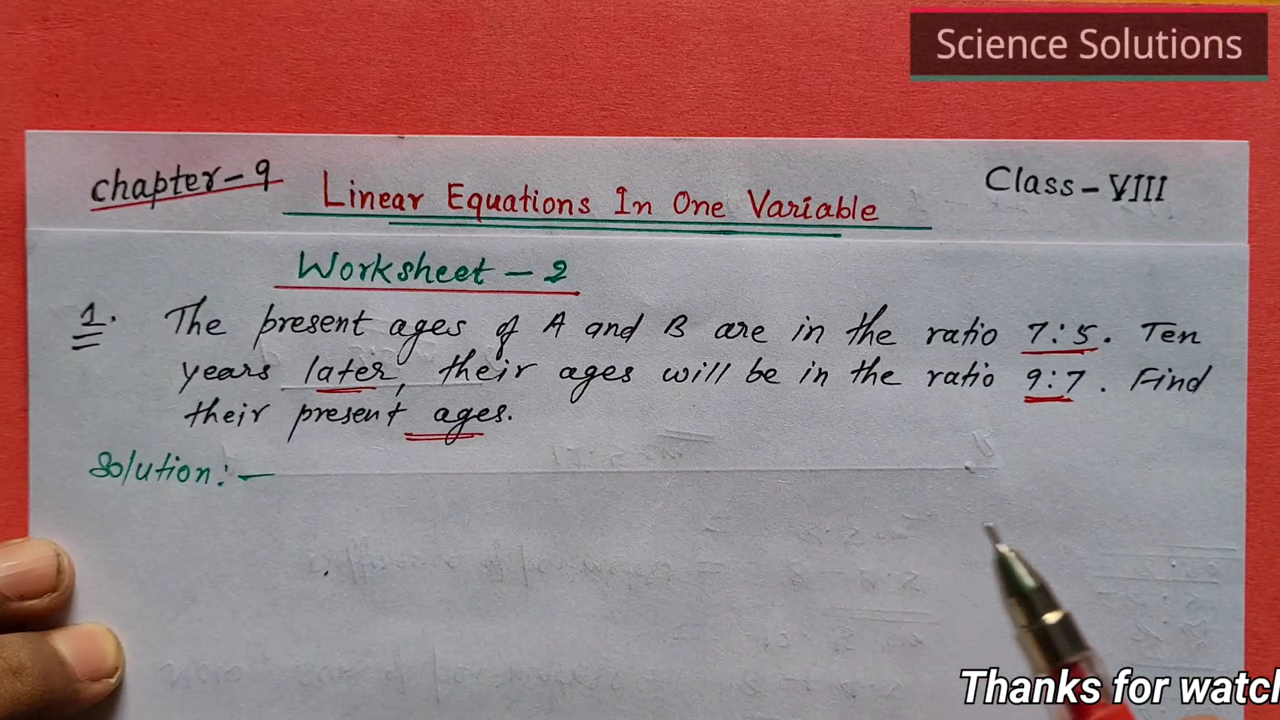 Science Solutions
Chapter-9 Linear Equations In One Variable Class-VIII
Worksheet-2
1. The present ages of A and B are in the ratio 7:5. Ten
years later, their ages will be in the ratio 9:7. Find
their present ages.
Solution:-
Thanks for watch